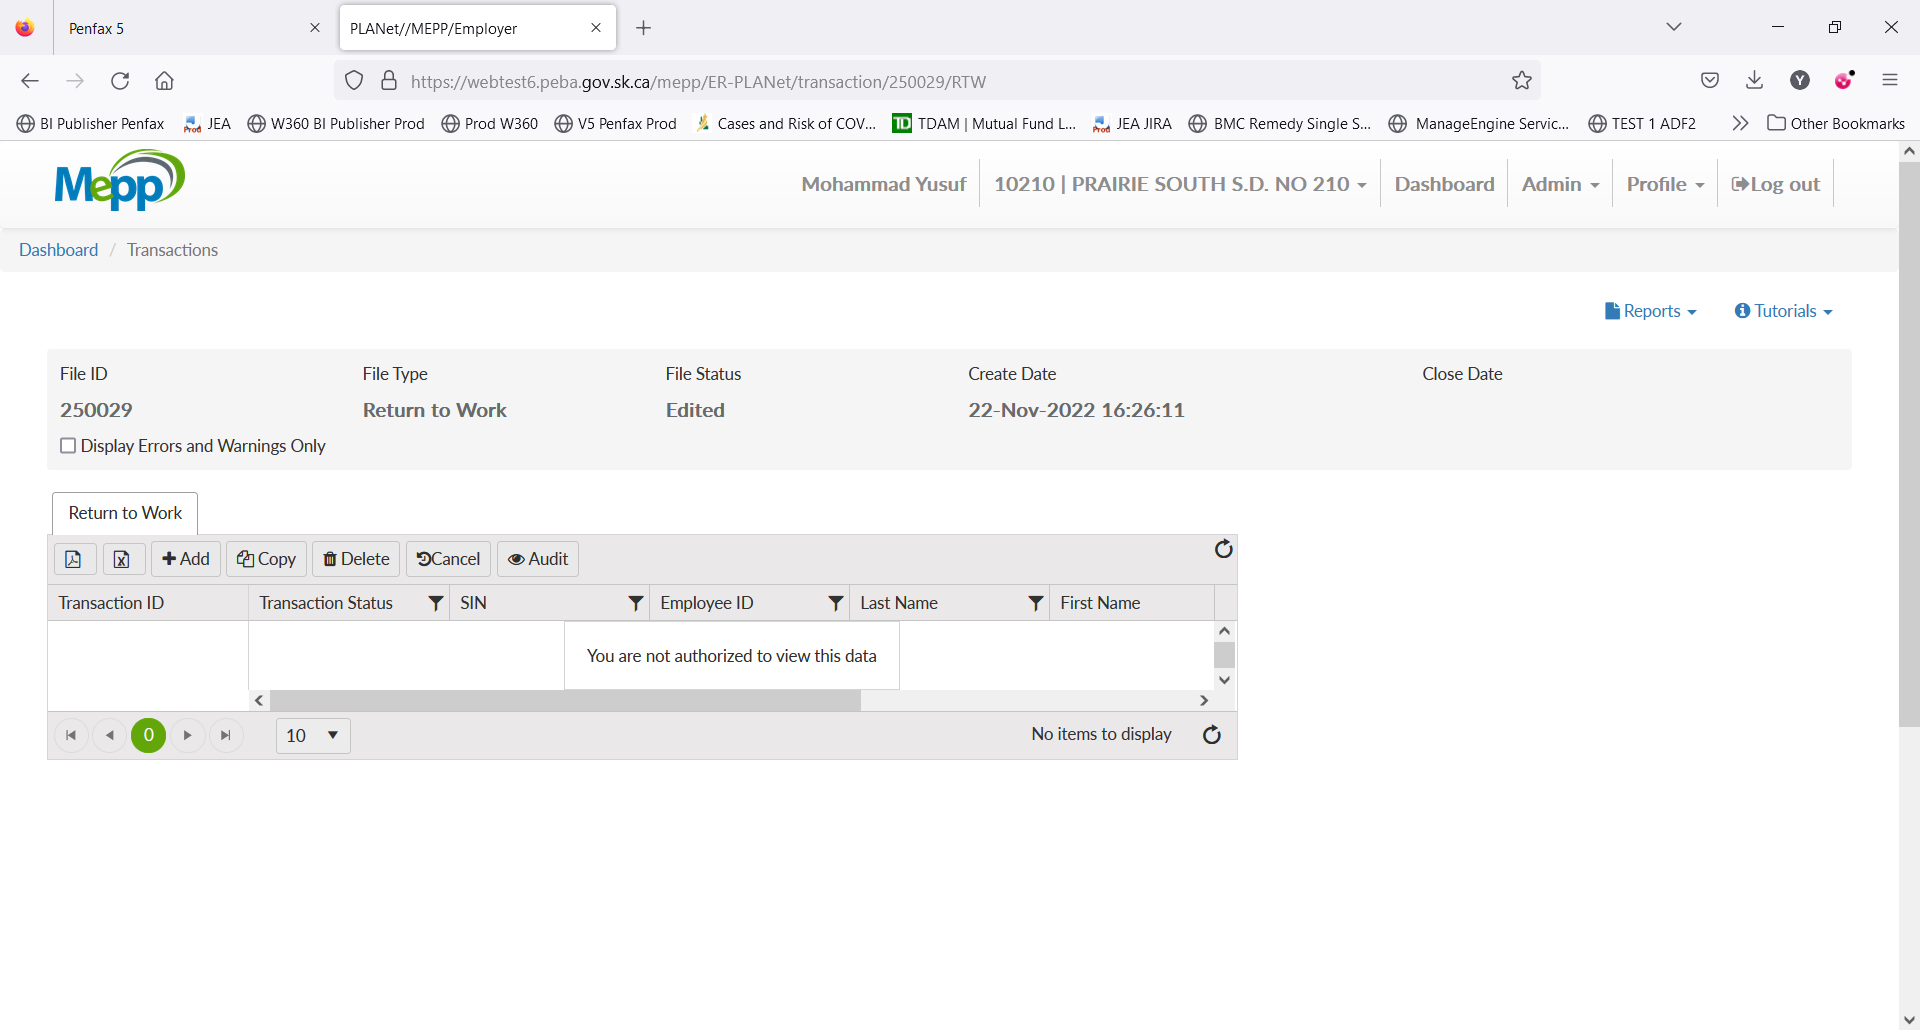 Penfax 5
PLANet//MEPP/Employer
https://webtest6.peba.gov.sk.ca/mepp/ER-PLANet/transaction/250029/RTW
Y
BI Publisher Penfax JEA W360 BI Publisher Prod Prod W360 V5 Penfax Prod Cases and Risk of COV... TD TDAM | Mutual Fund L... JEA JIRA BMC Remedy Single S... ManageEngine Servic... TEST 1 ADF2 Other Bookmarks
Mepp
Mohammad Yusuf 10210 | PRAIRIE SOUTH S.D. NO 210 Dashboard Admin Profile Log out
Dashboard / Transactions
Reports Tutorials
File ID File Type File Status Create Date Close Date
250029 Return to Work Edited 22-Nov-2022 16:26:11
Display Errors and Warnings Only
Return to Work
Add Copy Delete Cancel Audit
Transaction ID Transaction Status SIN Employee ID Last Name First Name
You are not authorized to view this data
0 10 No items to display